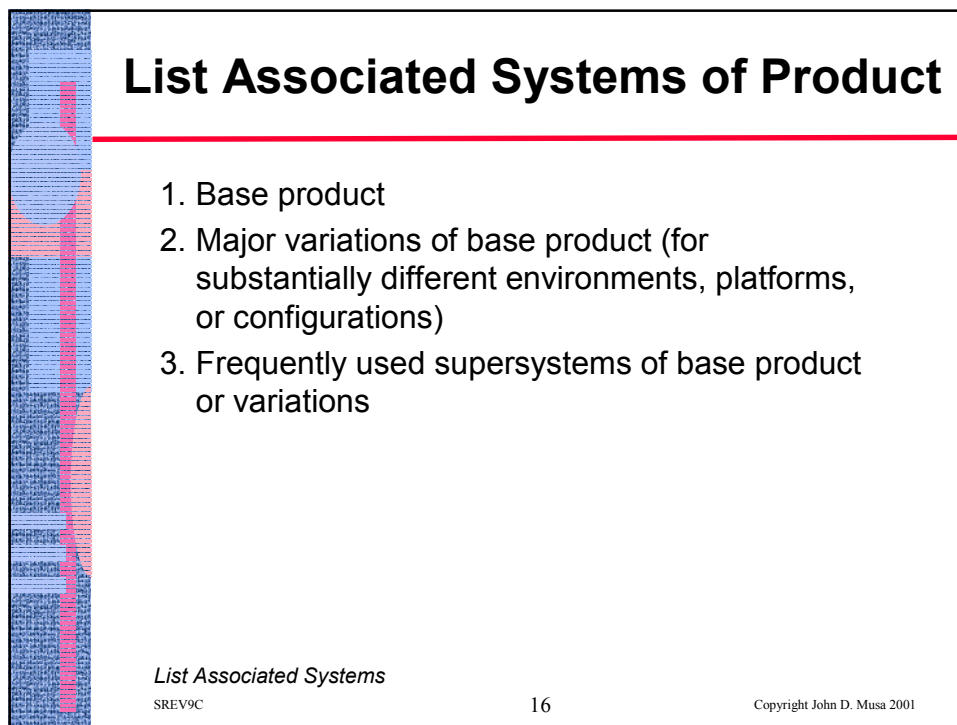 List Associated Systems of Product
1. Base product
2. Major variations of base product (for
substantially different environments, platforms,
or configurations)
3. Frequently used supersystems of base product
or variations
List Associated Systems
SREV9C 16 Copyright John D. Musa 2001